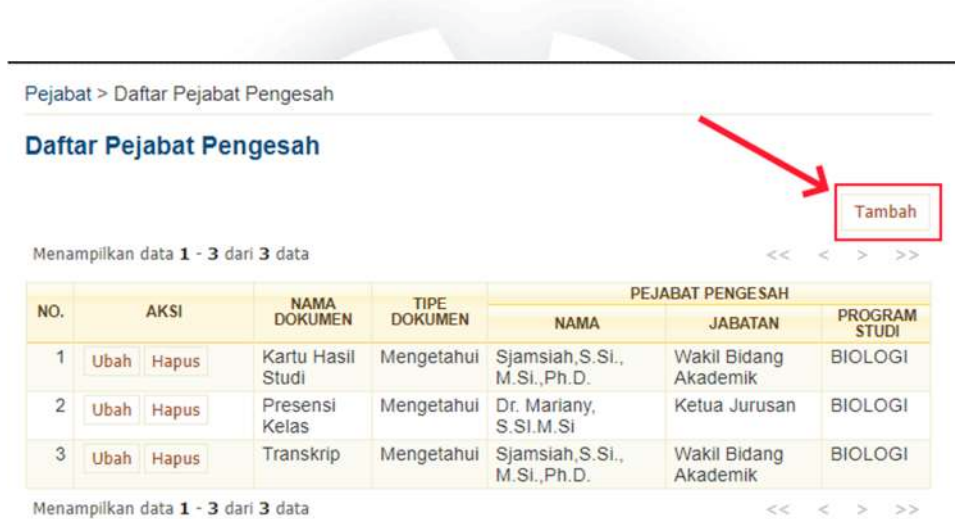 Pejabat > Daftar Pejabat Pengesah
Daftar Pejabat Pengesah
Tambah
Menampilkan data 1 - 3 dari 3 data
<< < > >>
NO. AKSI NAMA DOKUMEN TIPE DOKUMEN PEJABAT PENGESAH
NAMA JABATAN PROGRAM STUDI
1 Ubah Hapus Kartu Hasil Studi Mengetahui Sjamsiah,S.Si., M.Si.,Ph.D. Wakil Bidang Akademik BIOLOGI
2 Ubah Hapus Presensi Kelas Mengetahui Dr. Mariany, S.SI.M.Si Ketua Jurusan BIOLOGI
3 Ubah Hapus Transkrip Mengetahui Sjamsiah,S.Si., M.Si.,Ph.D. Wakil Bidang Akademik BIOLOGI
Menampilkan data 1 - 3 dari 3 data
<< < > >>